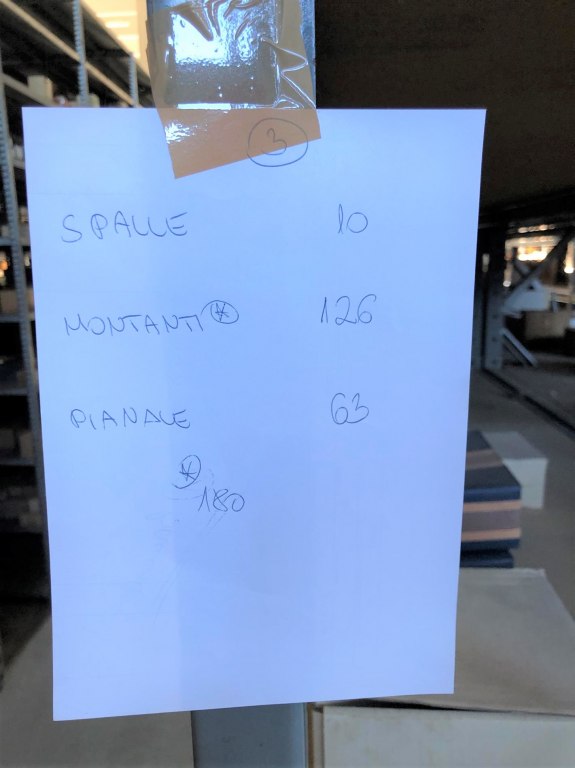 3
SPALLE 10
MONTANTI * 126
PIANALE 63
*
180